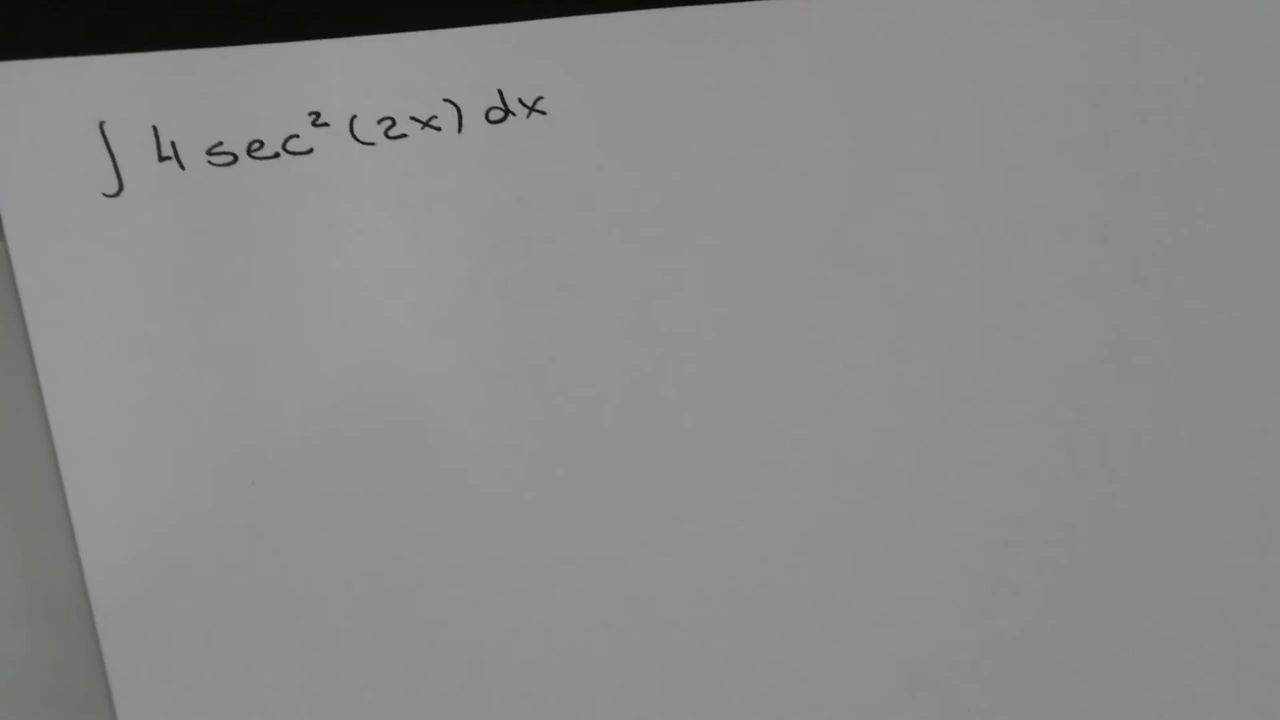 ∫ 4 sec² (2x) dx